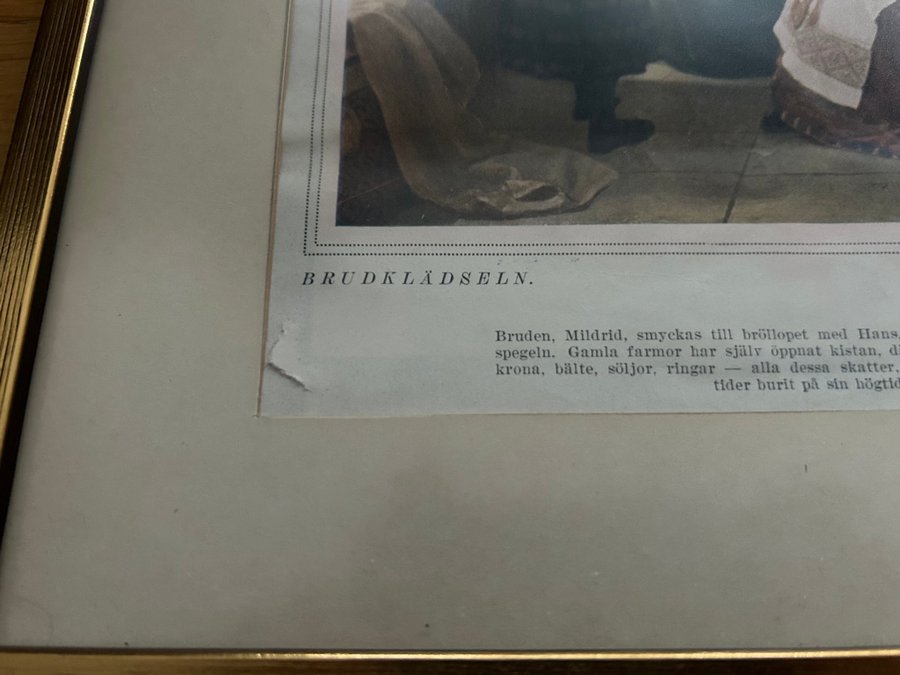 BRUDKLÄDSELN.
Bruden, Mildrid, smyckas till bröllopet med Hans,
spegeln. Gamla farmor har själv öppnat kistan,
krona, bälte, söljor, ringar — alla dessa skatter,
tider burit på sin högtid